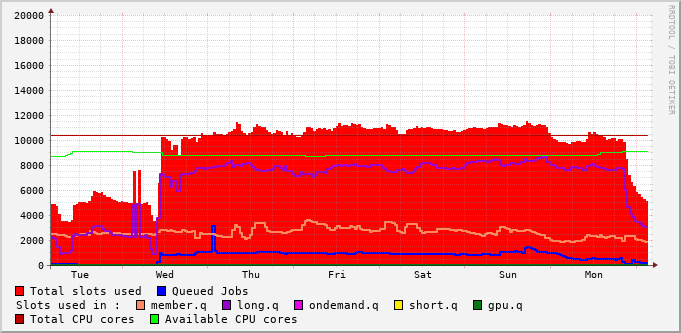 20000
18000
16000
14000
12000
10000
8000
6000
4000
2000
0
Tue Wed Thu Fri Sat Sun Mon
Total slots used Queued Jobs
Slots used in : member.q long.q ondemand.q short.q gpu.q
Total CPU cores Available CPU cores
RRDTOOL / TOBI OETIKER